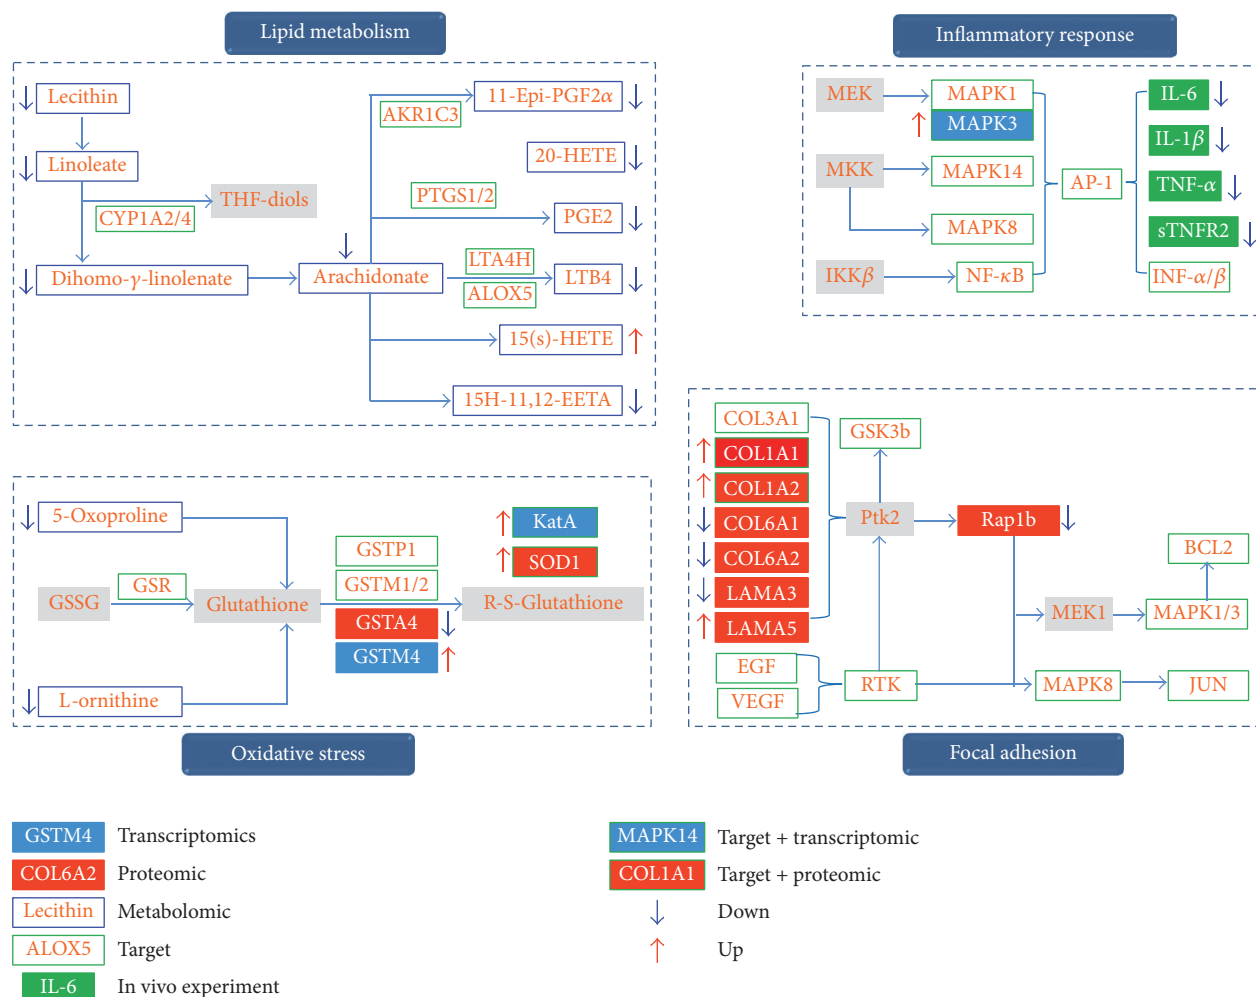 Lipid metabolism
Lecithin
Linoleate
CYP1A2/4
THF-diols
Dihomo-γ-linolenate
Arachidonate
11-Epi-PGF2α
AKR1C3
20-HETE
PTGS1/2
PGE2
LTA4H
ALOX5
LTB4
15(s)-HETE
15H-11,12-EETA
Inflammatory response
MEK
MAPK1
MAPK3
MKK
MAPK14
MAPK8
IKKβ
NF-κB
AP-1
IL-6
IL-1β
TNF-α
sTNFR2
INF-α/β
5-Oxoproline
GSSG
GSR
Glutathione
L-ornithine
GSTP1
GSTM1/2
GSTA4
GSTM4
KatA
SOD1
R-S-Glutathione
Oxidative stress
COL3A1
COL1A1
COL1A2
COL6A1
COL6A2
LAMA3
LAMA5
EGF
VEGF
GSK3b
Ptk2
RTK
Rap1b
MEK1
MAPK8
BCL2
MAPK1/3
JUN
Focal adhesion
GSTM4 Transcriptomics
COL6A2 Proteomic
Lecithin Metabolomic
ALOX5 Target
IL-6 In vivo experiment
MAPK14 Target + transcriptomic
COL1A1 Target + proteomic
Down
Up